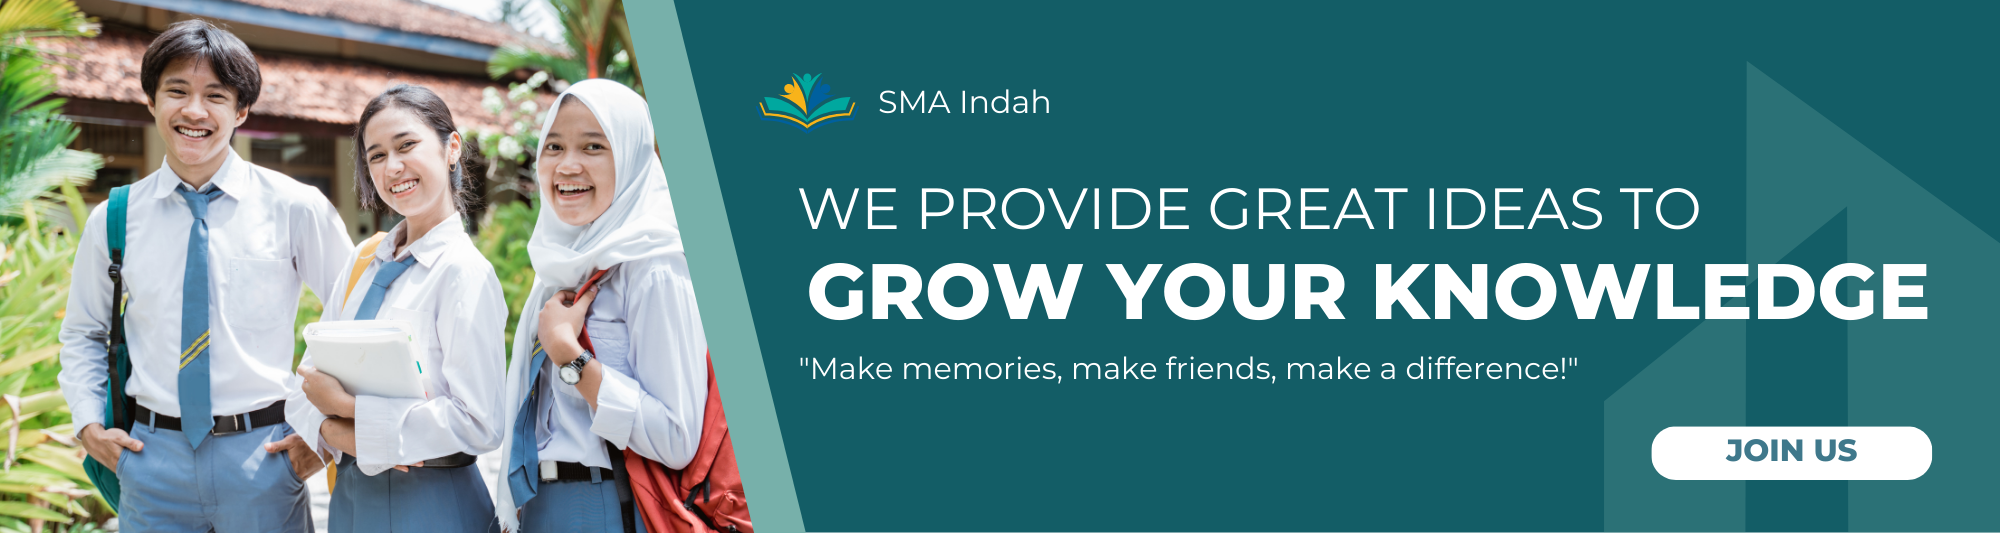 SMA Indah
WE PROVIDE GREAT IDEAS TO
GROW YOUR KNOWLEDGE
"Make memories, make friends, make a difference!"
JOIN US